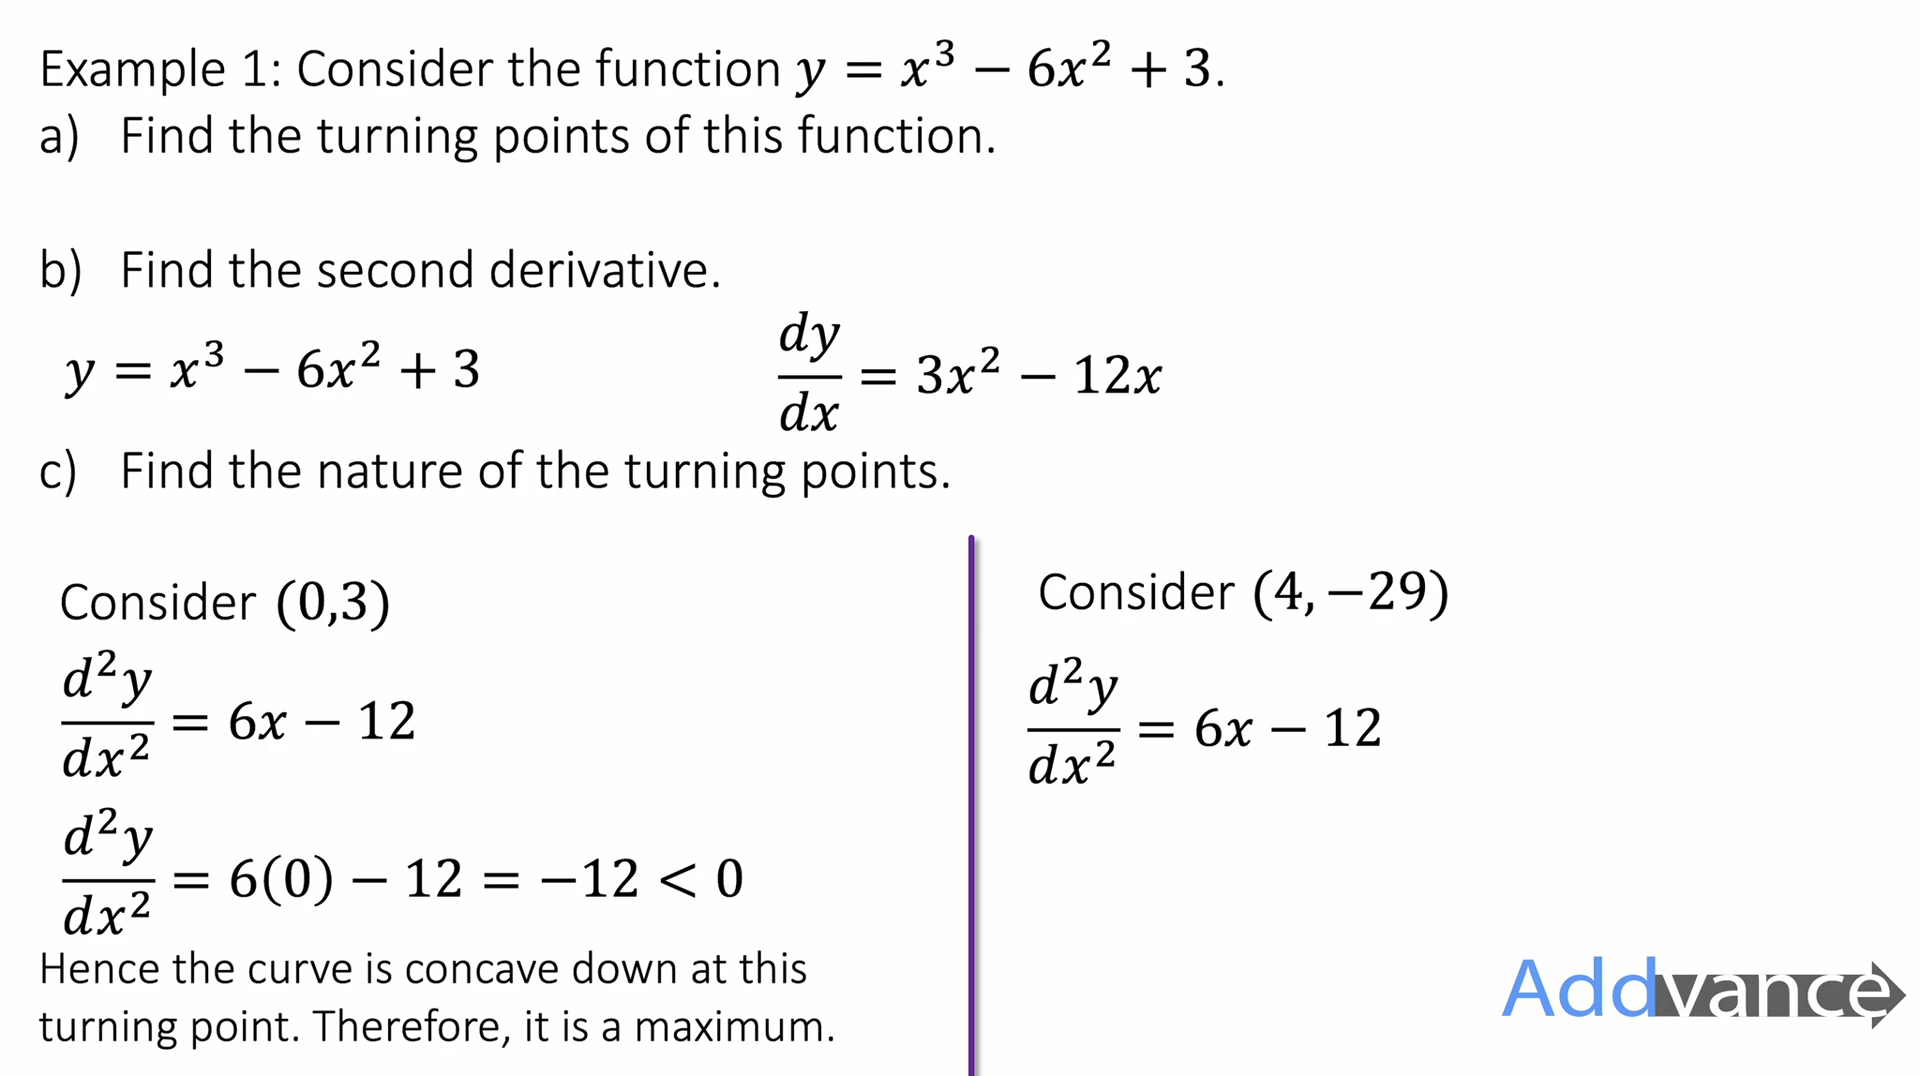 Example 1: Consider the function y = x³ − 6x² + 3.
a) Find the turning points of this function.
b) Find the second derivative.
y = x³ − 6x² + 3
dy/dx = 3x² − 12x
c) Find the nature of the turning points.
Consider (0,3)
d²y/dx² = 6x − 12
d²y/dx² = 6(0) − 12 = −12 < 0
Hence the curve is concave down at this
turning point. Therefore, it is a maximum.
Consider (4, −29)
d²y/dx² = 6x − 12
Addvance